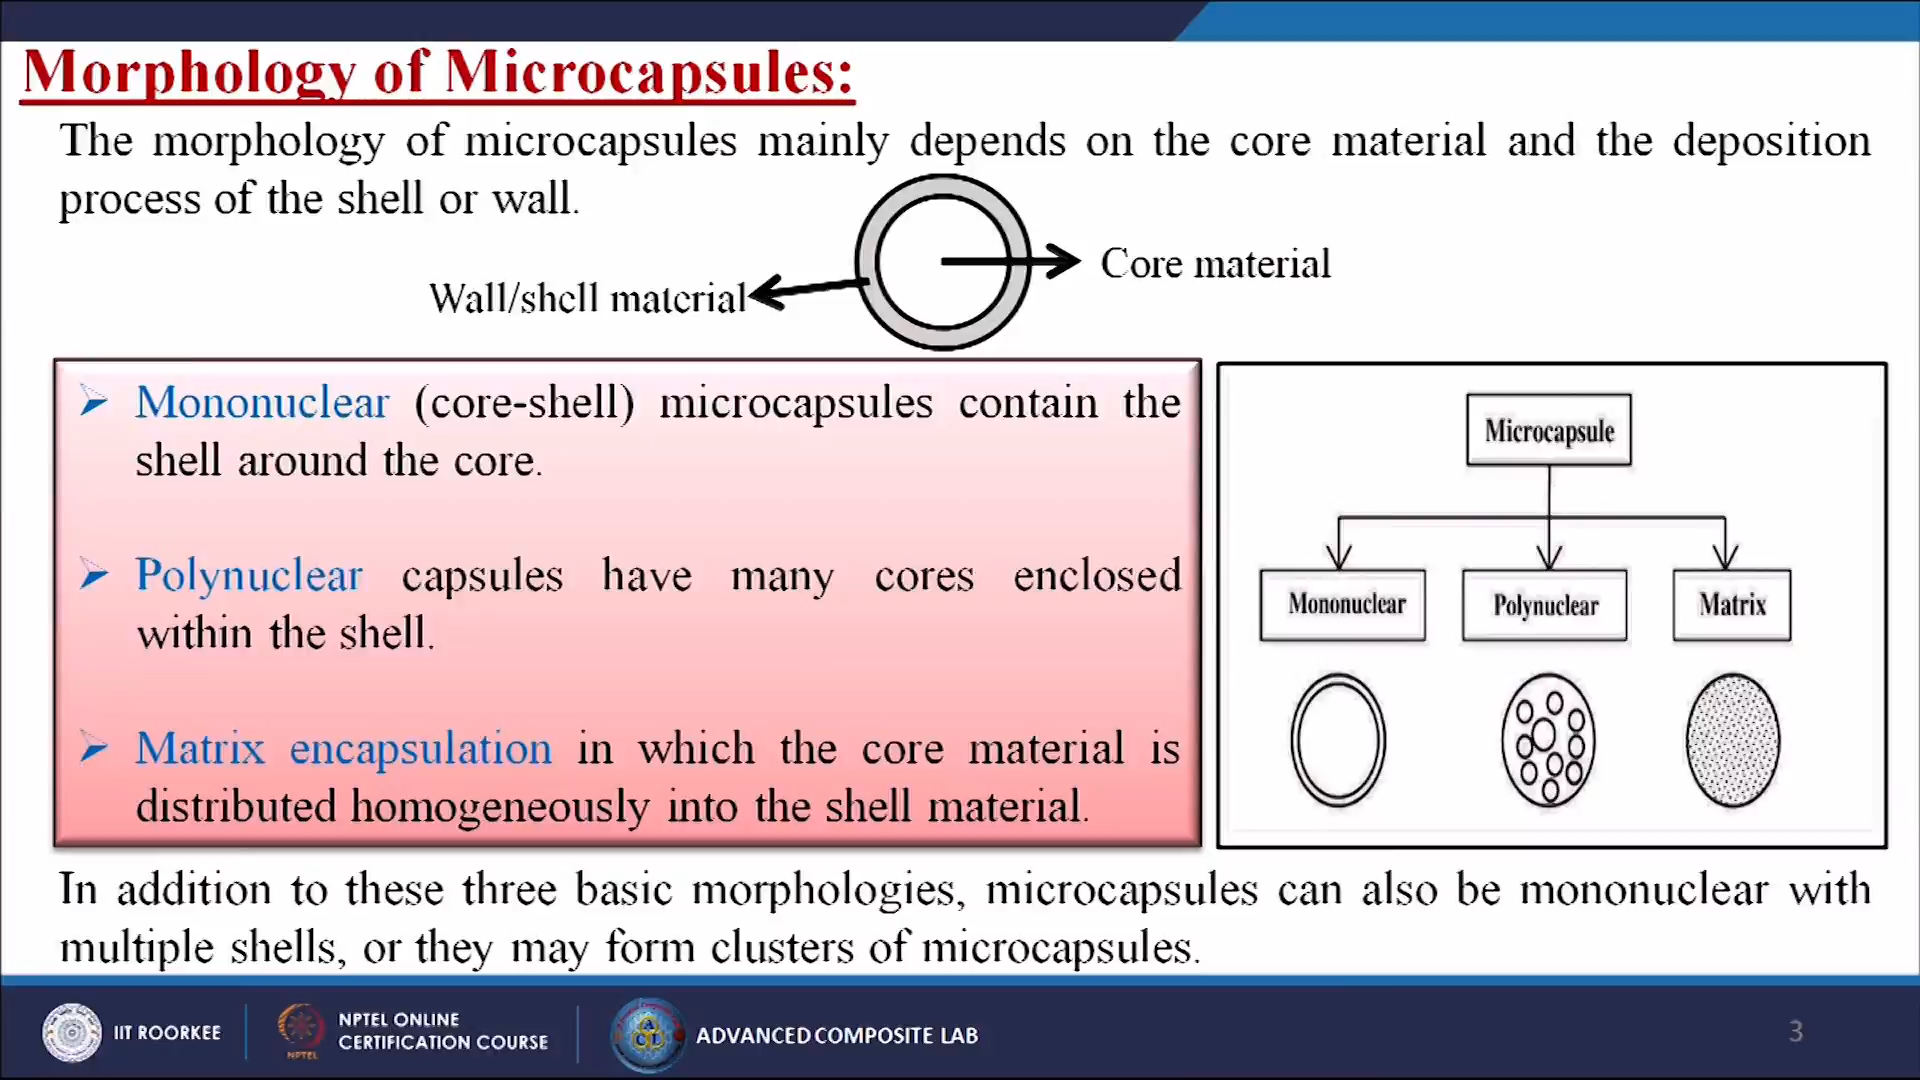 Morphology of Microcapsules:
The morphology of microcapsules mainly depends on the core material and the deposition
process of the shell or wall.
Core material
Wall/shell material
Mononuclear (core-shell) microcapsules contain the
shell around the core.
Polynuclear capsules have many cores enclosed
within the shell.
Matrix encapsulation in which the core material is
distributed homogeneously into the shell material.
Microcapsule
Mononuclear
Polynuclear
Matrix
In addition to these three basic morphologies, microcapsules can also be mononuclear with
multiple shells, or they may form clusters of microcapsules.
IIT ROORKEE
NPTEL
NPTEL ONLINE
CERTIFICATION COURSE
ACL
ADVANCED COMPOSITE LAB
3